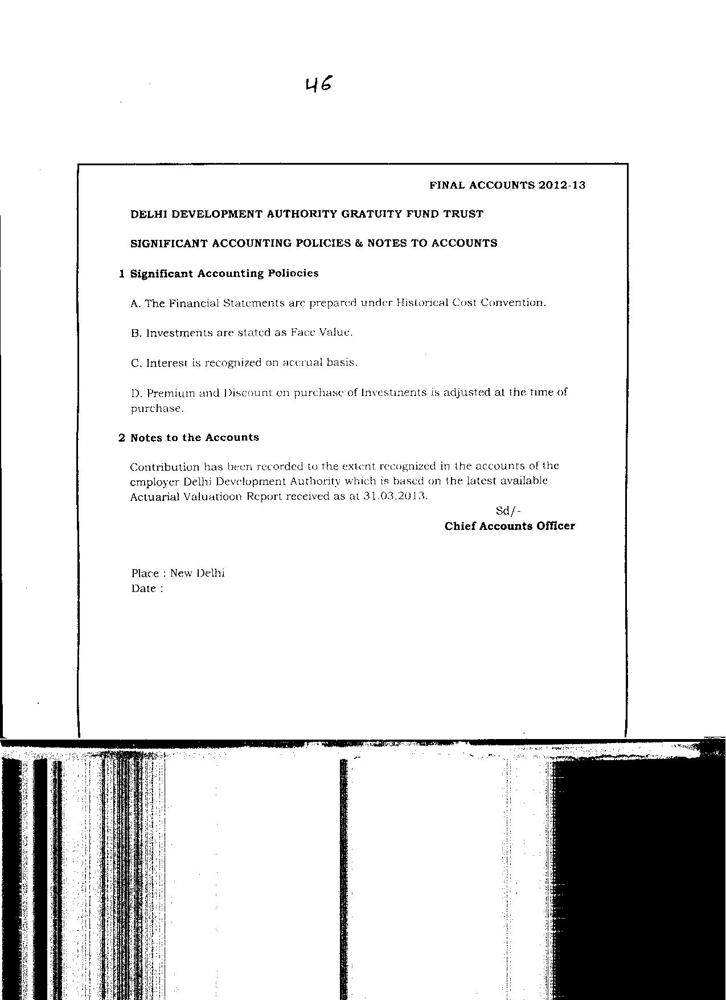 46
FINAL ACCOUNTS 2012-13
DELHI DEVELOPMENT AUTHORITY GRATUITY FUND TRUST
SIGNIFICANT ACCOUNTING POLICIES & NOTES TO ACCOUNTS
1 Significant Accounting Poliocies
A. The Financial Statements are prepared under Historical Cost Convention.
B. Investments are stated as Face Value.
C. Interest is recognized on accrual basis.
D. Premium and Discount on purchase of Investments is adjusted at the time of
purchase.
2 Notes to the Accounts
Contribution has been recorded to the extent recognized in the accounts of the
employer Delhi Development Authority which is based on the latest available
Actuarial Valuatioon Report received as at 31.03.2013.
Sd/-
Chief Accounts Officer
Place : New Delhi
Date :